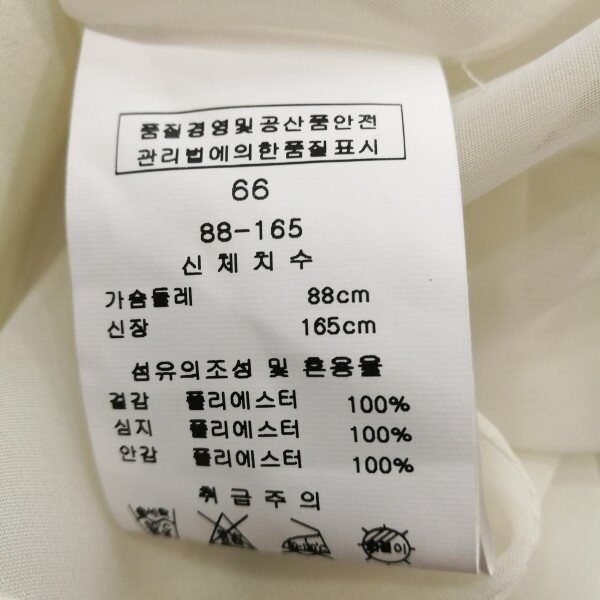 품질경영및공산품안전
관리법에의한품질표시
66
88-165
신체치수
가슴둘레 88cm
신장 165cm
섬유의조성 및 혼용율
겉감 폴리에스터 100%
심지 폴리에스터 100%
안감 폴리에스터 100%
취급주의